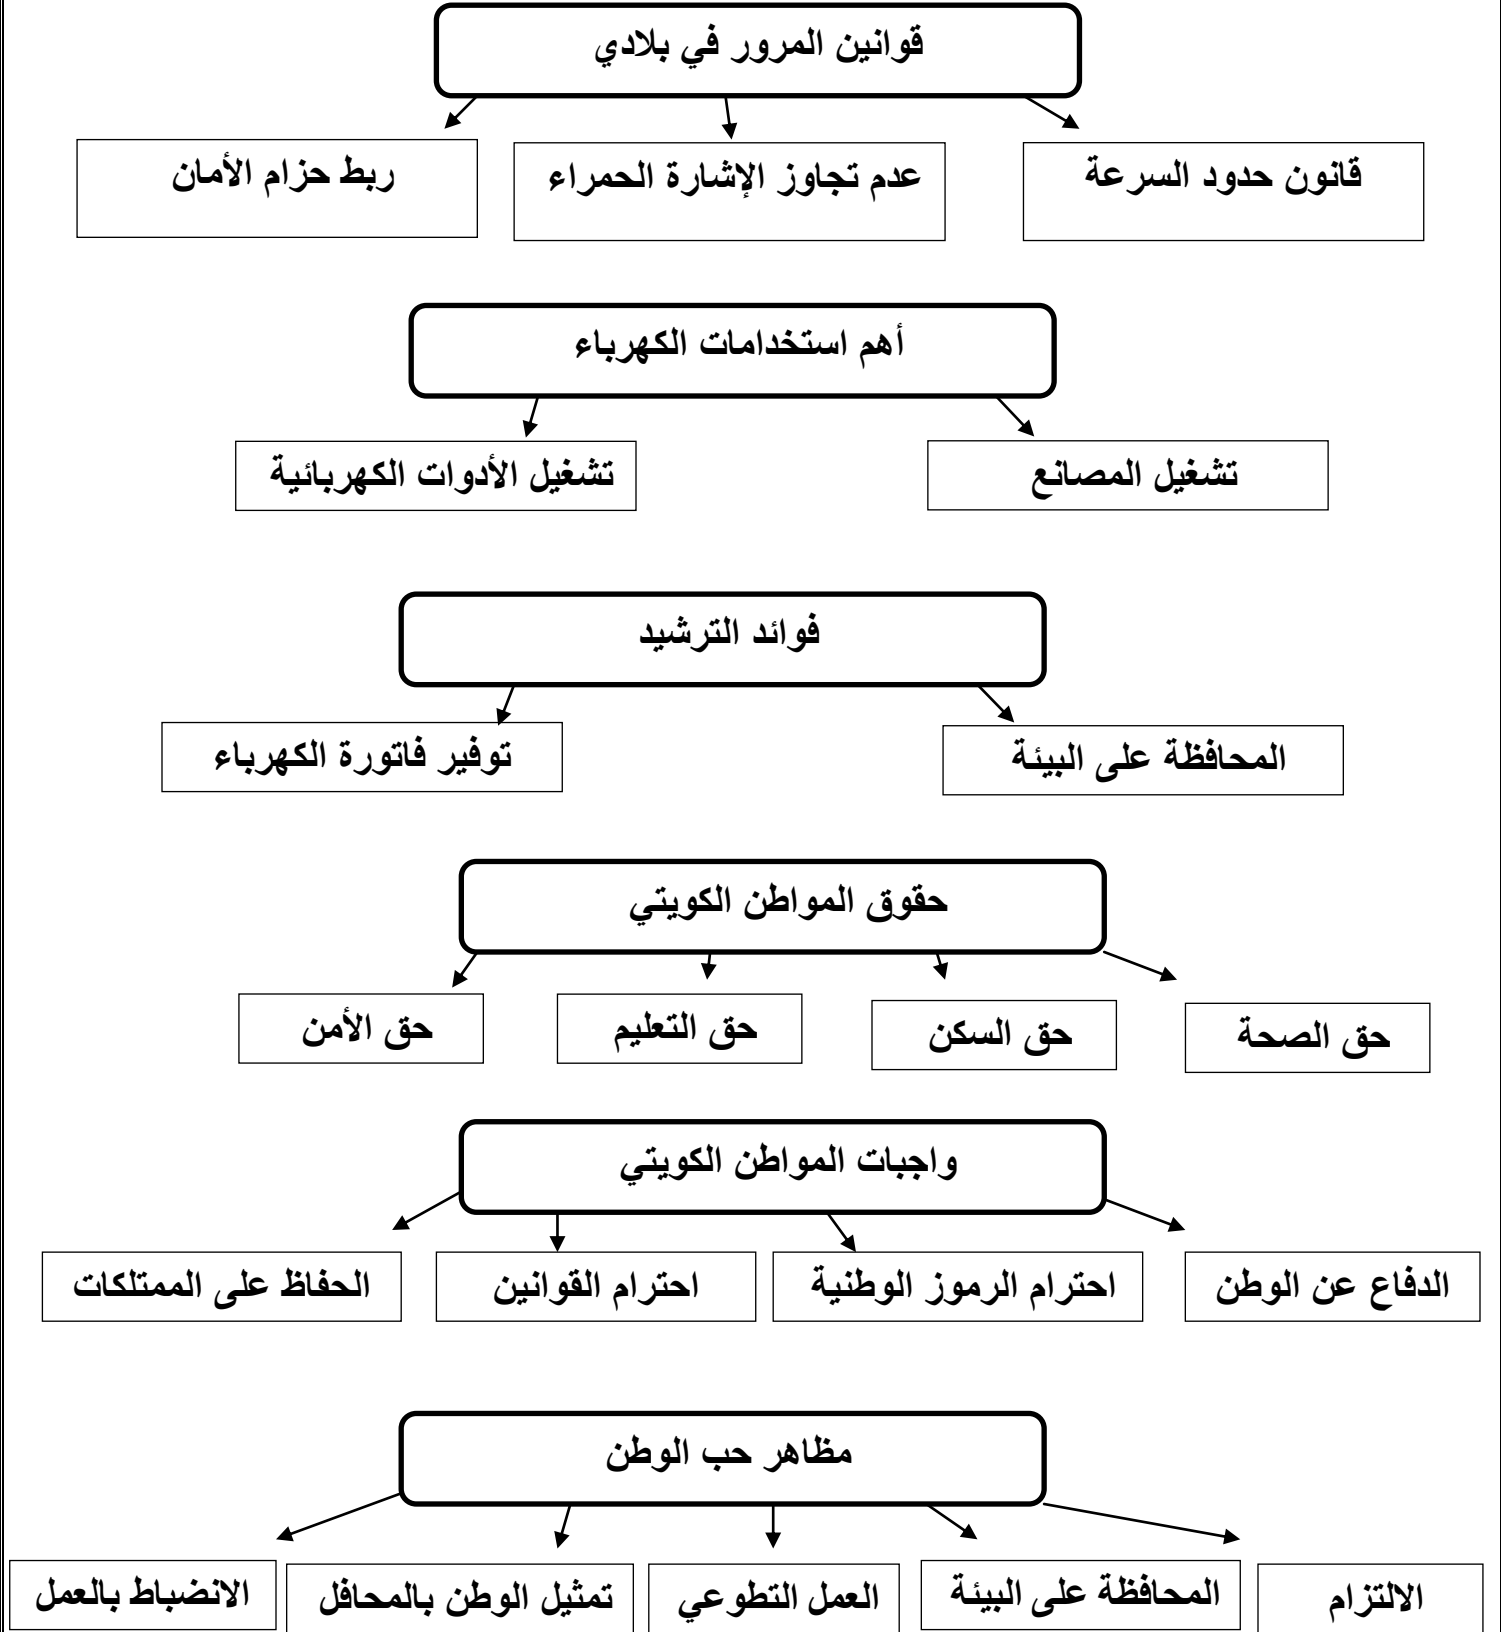 قوانين المرور في بلادي
قانون حدود السرعة
عدم تجاوز الإشارة الحمراء
ربط حزام الأمان
أهم استخدامات الكهرباء
تشغيل المصانع
تشغيل الأدوات الكهربائية
فوائد الترشيد
المحافظة على البيئة
توفير فاتورة الكهرباء
حقوق المواطن الكويتي
حق الصحة
حق السكن
حق التعليم
حق الأمن
واجبات المواطن الكويتي
الدفاع عن الوطن
احترام الرموز الوطنية
احترام القوانين
الحفاظ على الممتلكات
مظاهر حب الوطن
الالتزام
المحافظة على البيئة
العمل التطوعي
تمثيل الوطن بالمحافل
الانضباط بالعمل